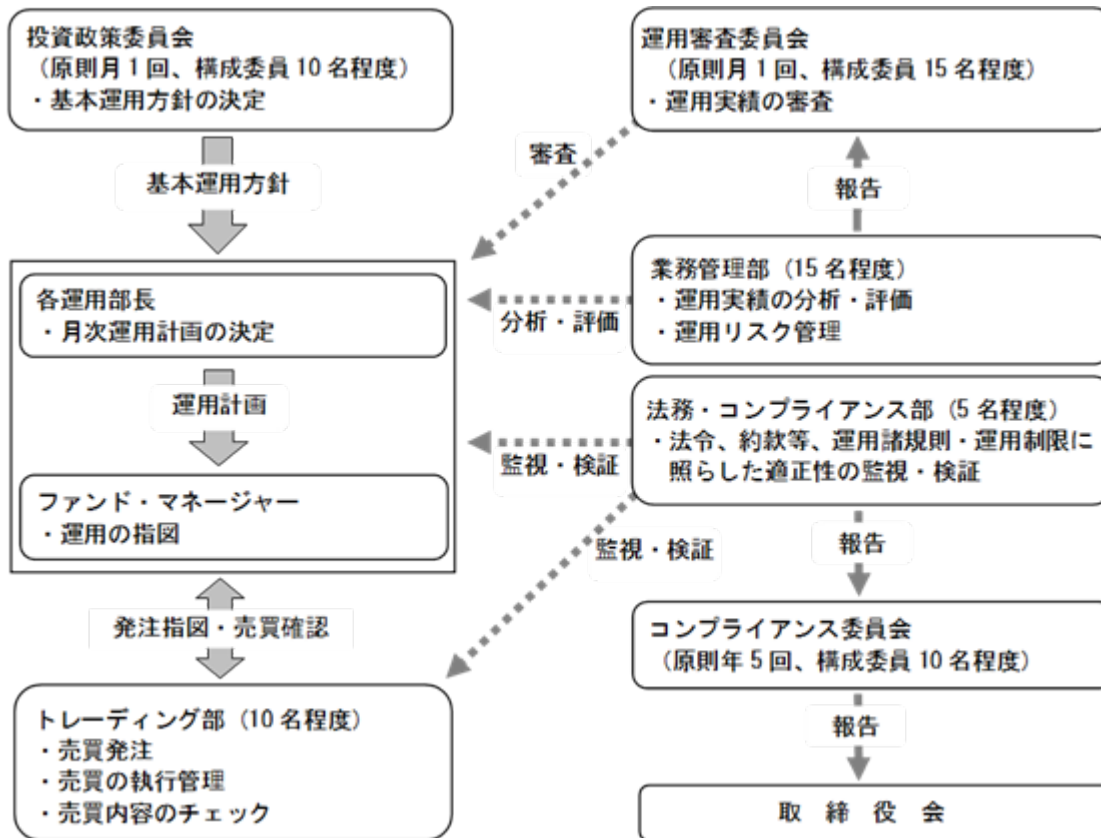 投資政策委員会
(原則月1回、構成委員10名程度)
・基本運用方針の決定
基本運用方針
各運用部長
・月次運用計画の決定
運用計画
ファンド・マネージャー
・運用の指図
発注指図・売買確認
トレーディング部(10名程度)
・売買発注
・売買の執行管理
・売買内容のチェック
審査
分析・評価
監視・検証
監視・検証
運用審査委員会
(原則月1回、構成委員15名程度)
・運用実績の審査
報告
業務管理部(15名程度)
・運用実績の分析・評価
・運用リスク管理
法務・コンプライアンス部(5名程度)
・法令、約款等、運用諸規則・運用制限に
照らした適正性の監視・検証
報告
コンプライアンス委員会
(原則年5回、構成委員10名程度)
報告
取締役会